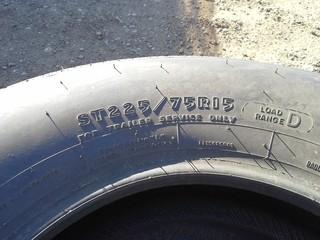 ST225/75R15
FOR TRAILER SERVICE ONLY
LOAD
RANGE D